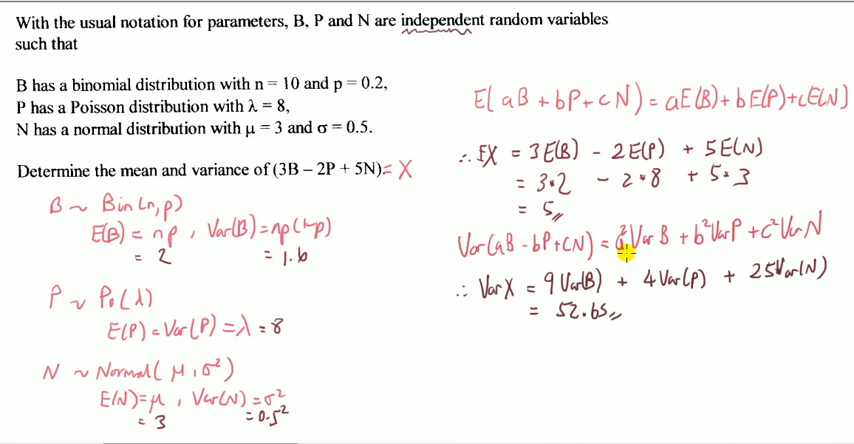 With the usual notation for parameters, B, P and N are independent random variables
such that
B has a binomial distribution with n = 10 and p = 0.2,
P has a Poisson distribution with λ = 8,
N has a normal distribution with μ = 3 and σ = 0.5.
Determine the mean and variance of (3B – 2P + 5N) = X
B ~ Bin(n,p)
E(B) = np , Var(B) = np(1-p)
= 2 = 1.6
P ~ Po(λ)
E(P) = Var(P) = λ = 8
N ~ Normal(μ, σ²)
E(N) = μ , Var(N) = σ²
= 3 = 0.5²
E(aB + bP + cN) = aE(B) + bE(P) + cE(N)
∴ EX = 3E(B) - 2E(P) + 5E(N)
= 3*2 - 2*8 + 5*3
= 5
Var(aB - bP + cN) = a²Var B + b²Var P + c²Var N
∴ Var X = 9Var(B) + 4Var(P) + 25Var(N)
= 52.65